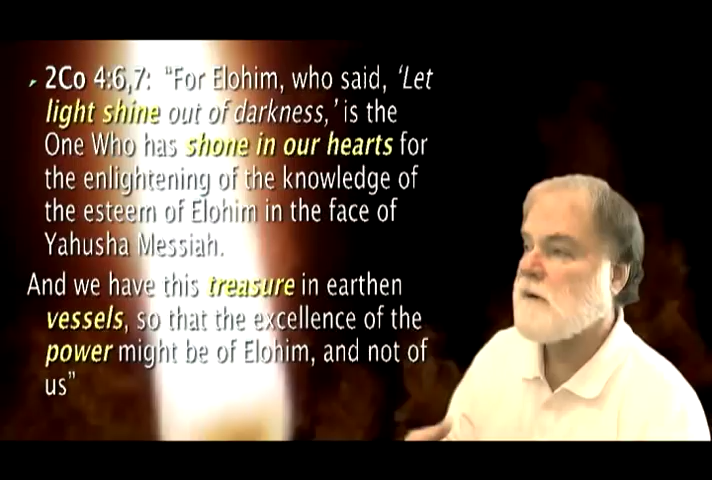 2Co 4:6,7: “For Elohim, who said, ‘Let
light shine out of darkness,’ is the
One Who has shone in our hearts for
the enlightening of the knowledge of
the esteem of Elohim in the face of
Yahusha Messiah.
And we have this treasure in earthen
vessels, so that the excellence of the
power might be of Elohim, and not of
us”